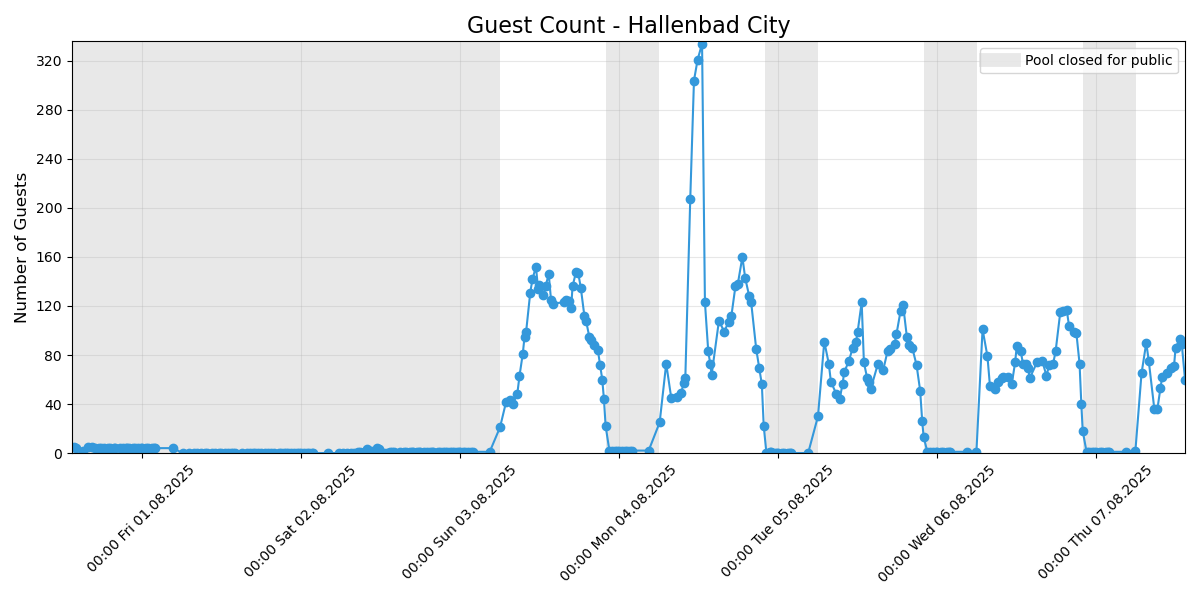 Guest Count - Hallenbad City
Pool closed for public
Number of Guests
320
280
240
200
160
120
80
40
0
00:00 Fri 01.08.2025
00:00 Sat 02.08.2025
00:00 Sun 03.08.2025
00:00 Mon 04.08.2025
00:00 Tue 05.08.2025
00:00 Wed 06.08.2025
00:00 Thu 07.08.2025